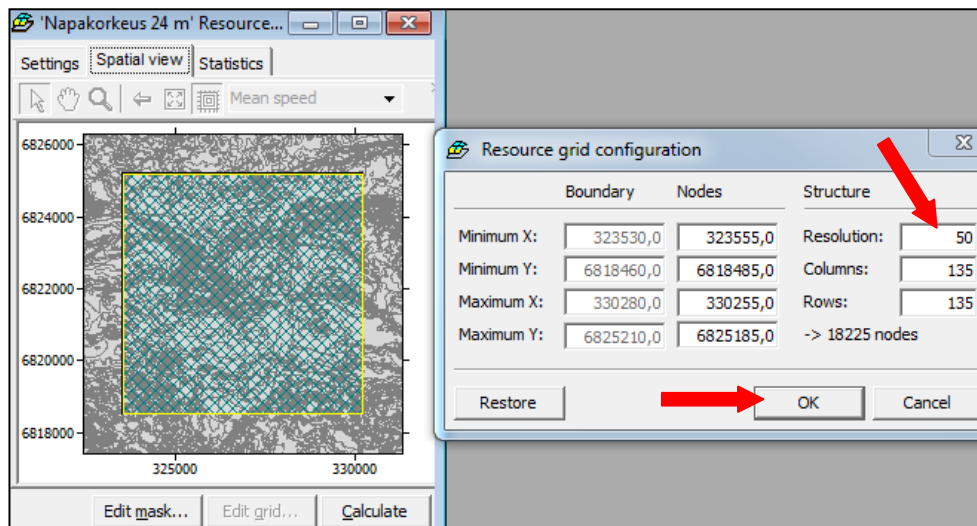 'Napakorkeus 24 m' Resource...
Settings Spatial view Statistics
Mean speed
6826000
6824000
6822000
6820000
6818000
325000 330000
Edit mask... Edit grid... Calculate
Resource grid configuration
Boundary Nodes Structure
Minimum X: 323530,0 323555,0 Resolution: 50
Minimum Y: 6818460,0 6818485,0 Columns: 135
Maximum X: 330280,0 330255,0 Rows: 135
Maximum Y: 6825210,0 6825185,0 -> 18225 nodes
Restore OK Cancel